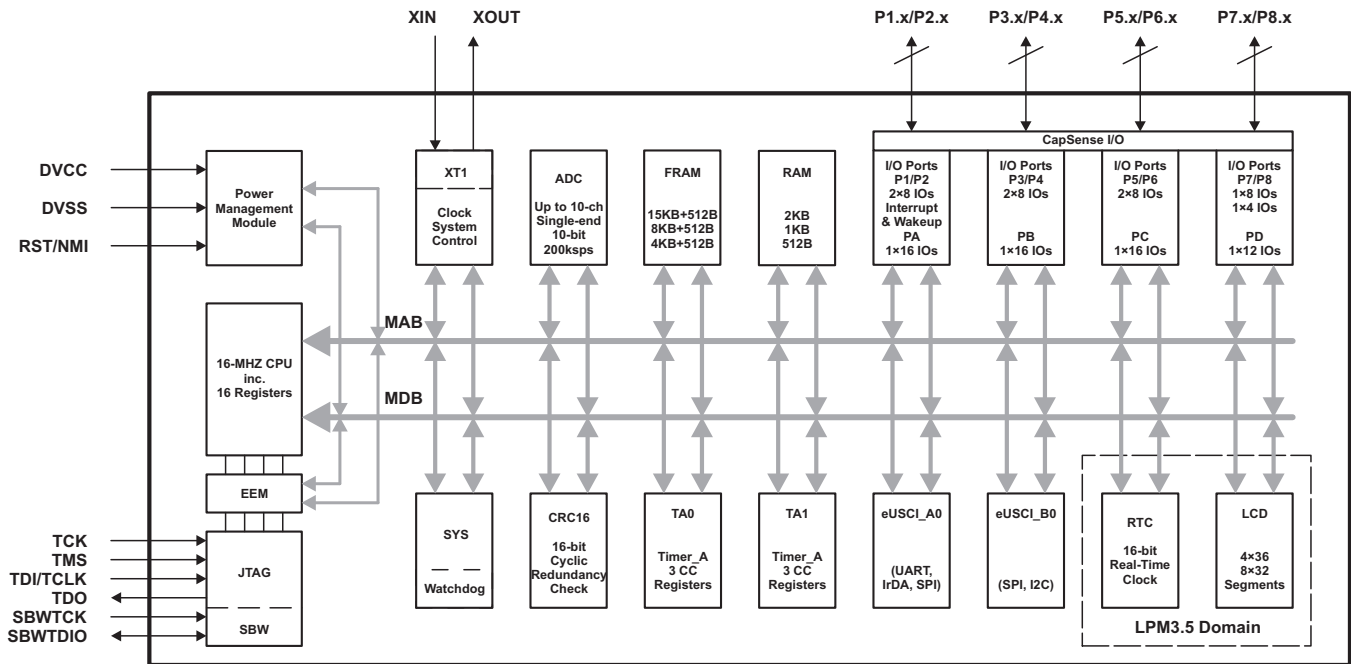 XIN
XOUT
P1.x/P2.x
P3.x/P4.x
P5.x/P6.x
P7.x/P8.x
DVCC
DVSS
RST/NMI
Power
Management
Module
XT1
Clock
System
Control
ADC
Up to 10-ch
Single-end
10-bit
200ksps
FRAM
15KB+512B
8KB+512B
4KB+512B
RAM
2KB
1KB
512B
CapSense I/O
I/O Ports
P1/P2
2×8 IOs
Interrupt
& Wakeup
PA
1×16 IOs
I/O Ports
P3/P4
2×8 IOs
PB
1×16 IOs
I/O Ports
P5/P6
2×8 IOs
PC
1×16 IOs
I/O Ports
P7/P8
1×8 IOs
1×4 IOs
PD
1×12 IOs
MAB
16-MHZ CPU
inc.
16 Registers
MDB
EEM
TCK
TMS
TDI/TCLK
TDO
SBWTCK
SBWTDIO
JTAG
SBW
SYS
Watchdog
CRC16
16-bit
Cyclic
Redundancy
Check
TA0
Timer_A
3 CC
Registers
TA1
Timer_A
3 CC
Registers
eUSCI_A0
(UART,
IrDA, SPI)
eUSCI_B0
(SPI, I2C)
RTC
16-bit
Real-Time
Clock
LCD
4×36
8×32
Segments
LPM3.5 Domain